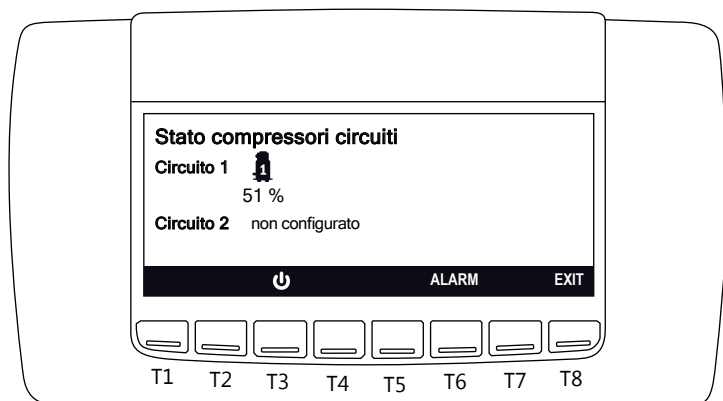 Stato compressori circuiti
Circuito 1 1
51 %
Circuito 2 non configurato
ALARM EXIT
T1 T2 T3 T4 T5 T6 T7 T8